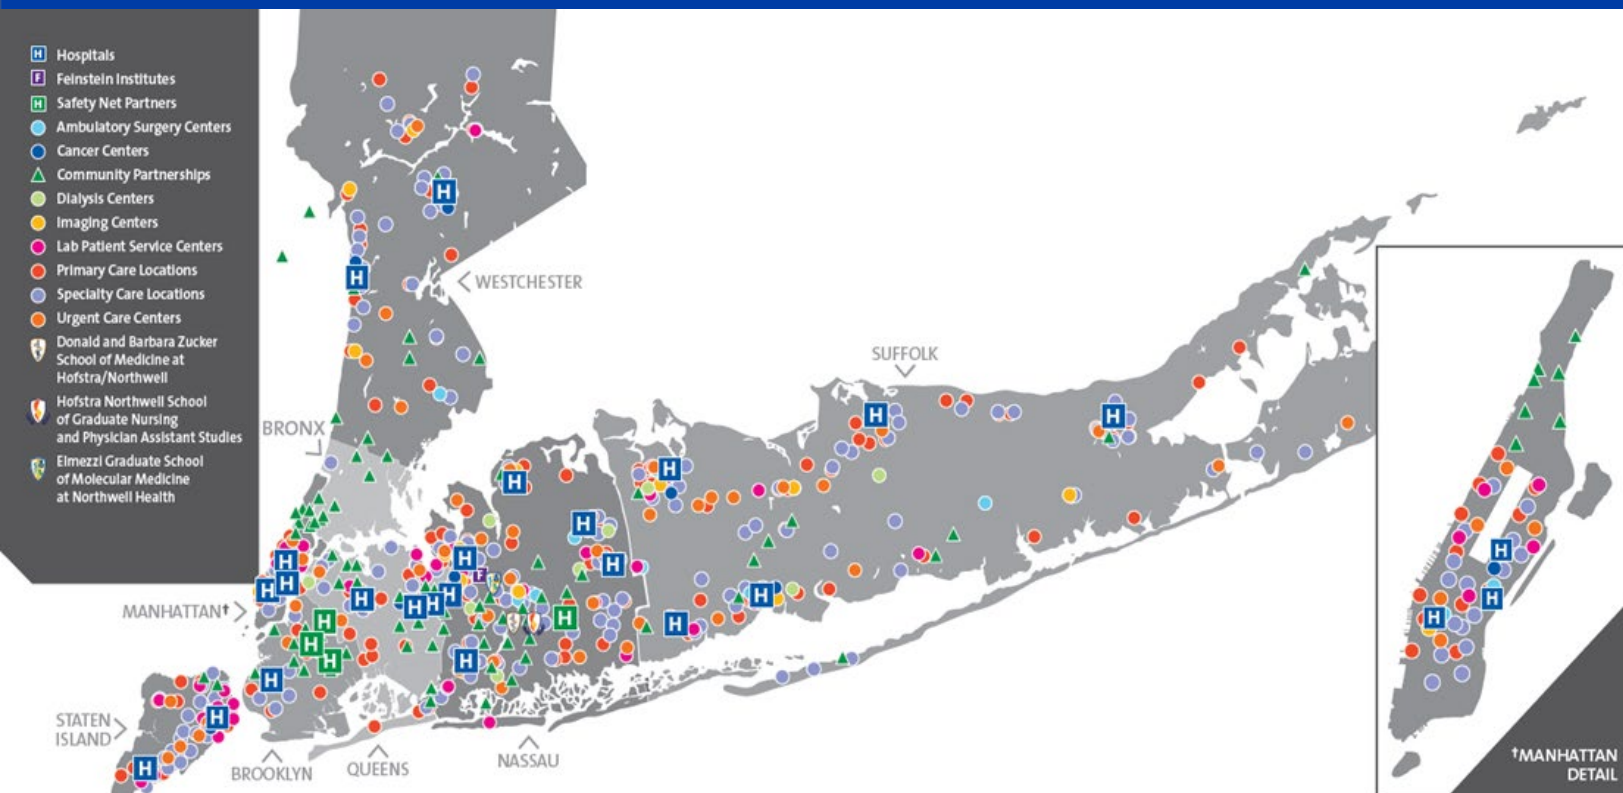 Hospitals
Feinstein Institutes
Safety Net Partners
Ambulatory Surgery Centers
Cancer Centers
Community Partnerships
Dialysis Centers
Imaging Centers
Lab Patient Service Centers
Primary Care Locations
Specialty Care Locations
Urgent Care Centers
Donald and Barbara Zucker
School of Medicine at
Hofstra/Northwell
Hofstra Northwell School
of Graduate Nursing
and Physician Assistant Studies
Elmezzi Graduate School
of Molecular Medicine
at Northwell Health
WESTCHESTER
SUFFOLK
BRONX
MANHATTAN†
STATEN
ISLAND
BROOKLYN
QUEENS
NASSAU
†MANHATTAN
DETAIL